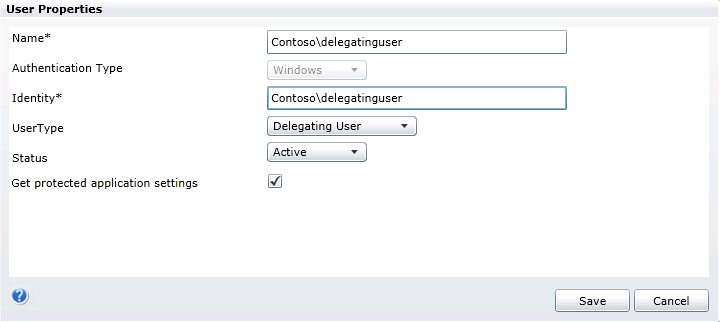 User Properties
Name* Contoso\delegatinguser
Authentication Type Windows
Identity* Contoso\delegatinguser
UserType Delegating User
Status Active
Get protected application settings
? Save Cancel